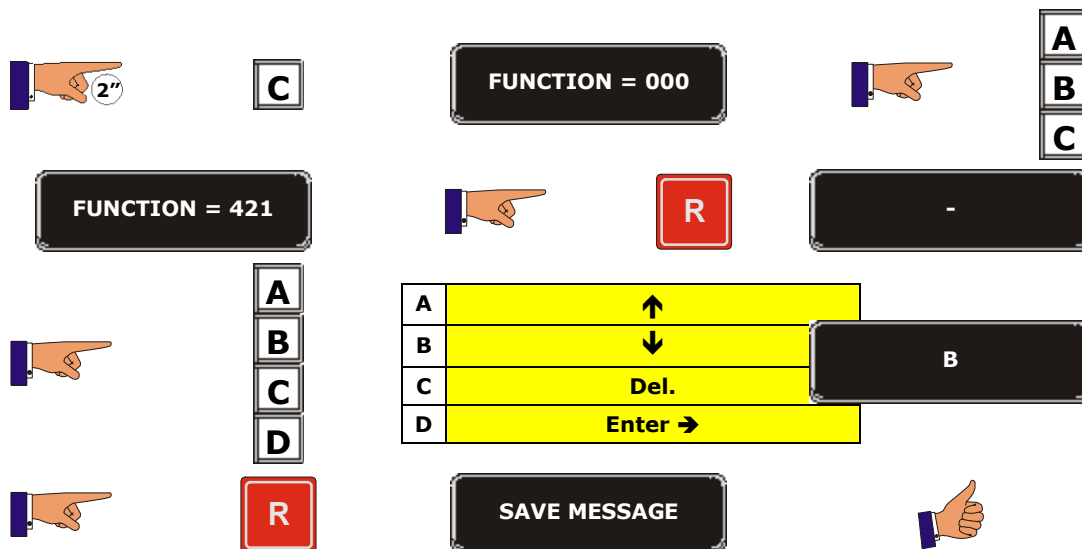 2”
C
FUNCTION = 000
A
B
C
FUNCTION = 421
R
-
A
B
C
D
A ↑
B ↓
C Del.
D Enter →
B
R
SAVE MESSAGE